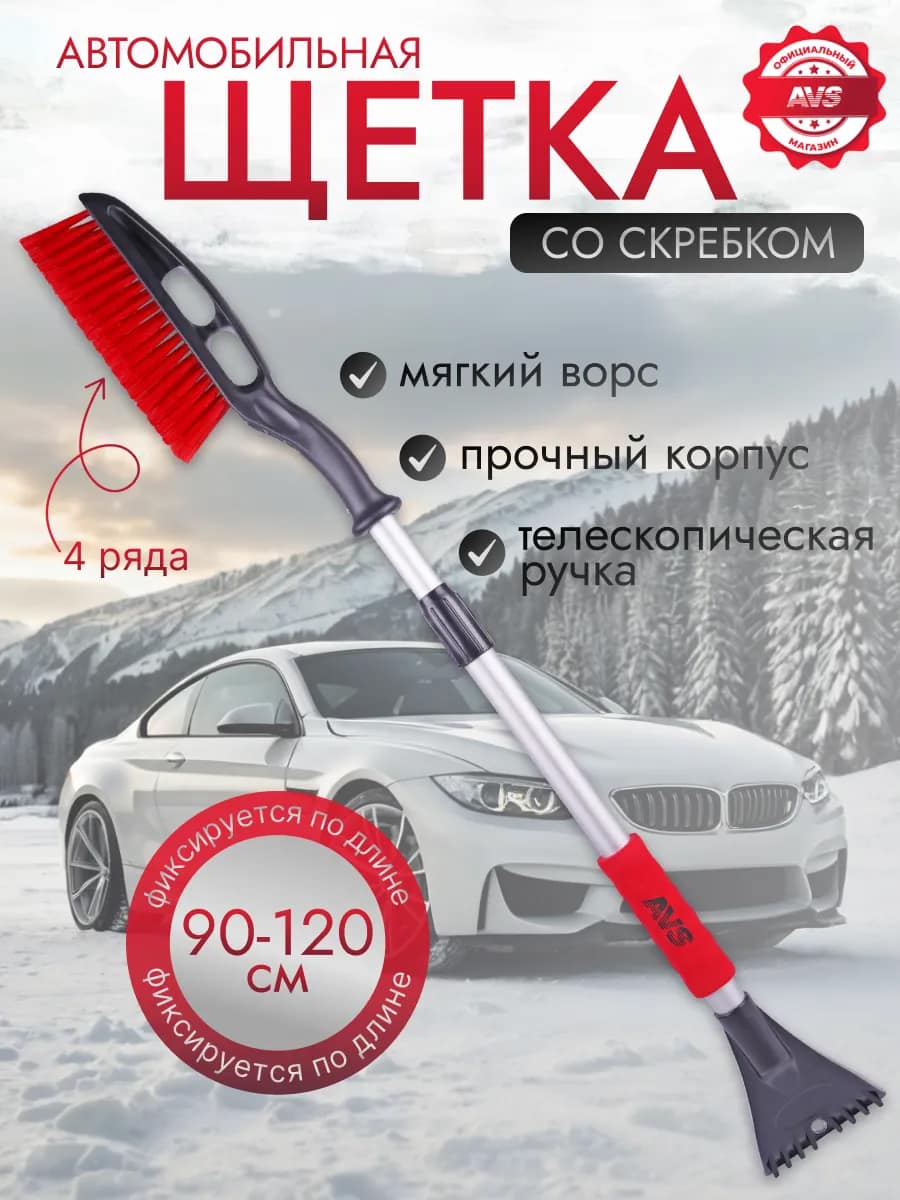 АВТОМОБИЛЬНАЯ
ЩЕТКА
СО СКРЕБКОМ
ОФИЦИАЛЬНЫЙ
AVS
МАГАЗИН
мягкий ворс
прочный корпус
телескопическая
ручка
4 ряда
фиксируется по длине
90-120
см
фиксируется по длине
AVS